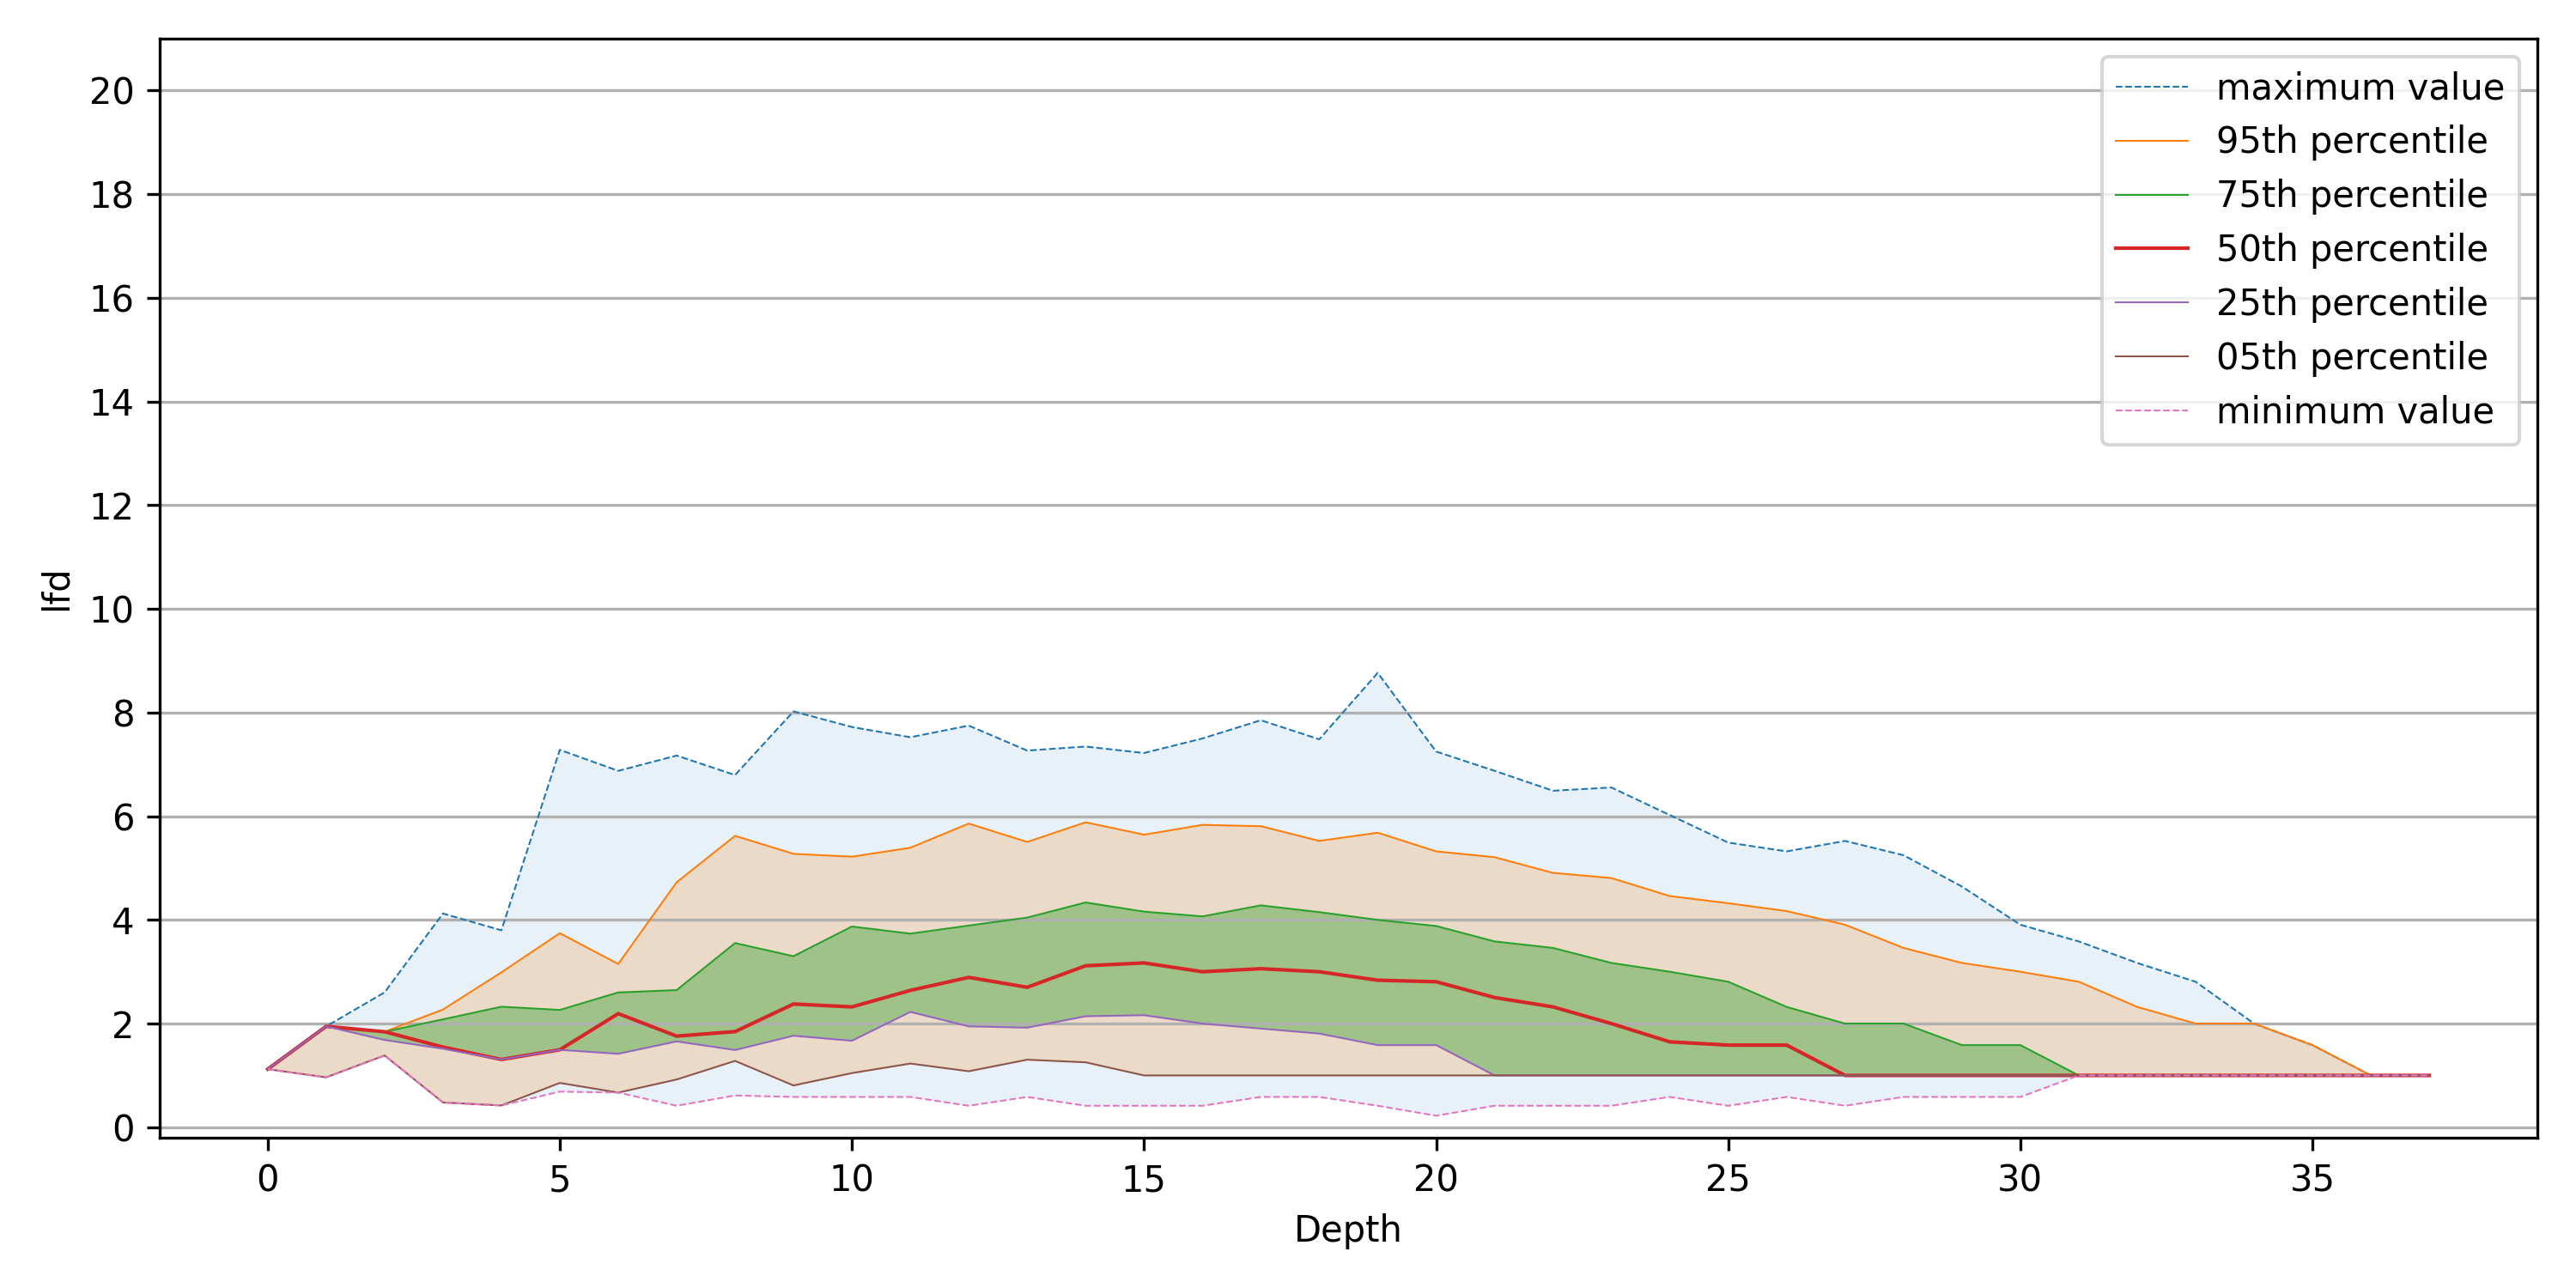 20
18
16
14
12
10
8
6
4
2
0
lfd
0 5 10 15 20 25 30 35
Depth
maximum value
95th percentile
75th percentile
50th percentile
25th percentile
05th percentile
minimum value